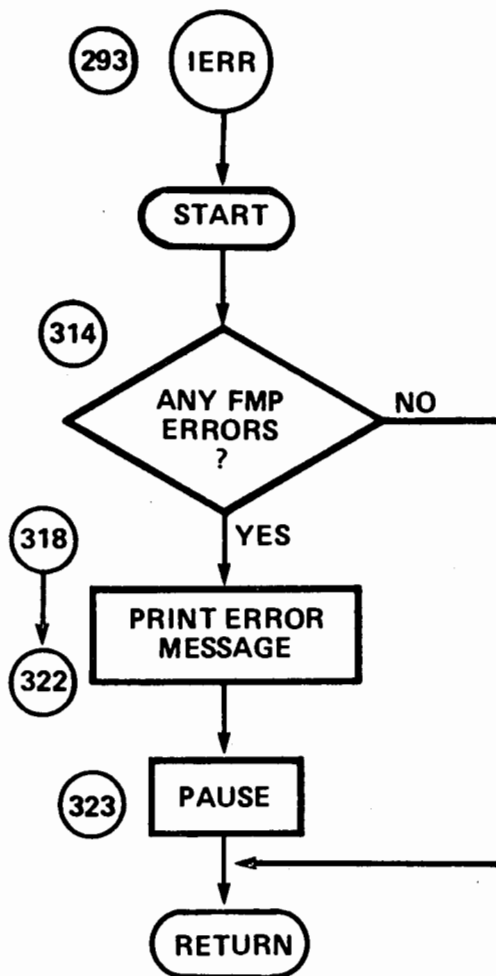 293
IERR
START
314
ANY FMP
ERRORS
?
NO
YES
318
PRINT ERROR
MESSAGE
322
323
PAUSE
RETURN